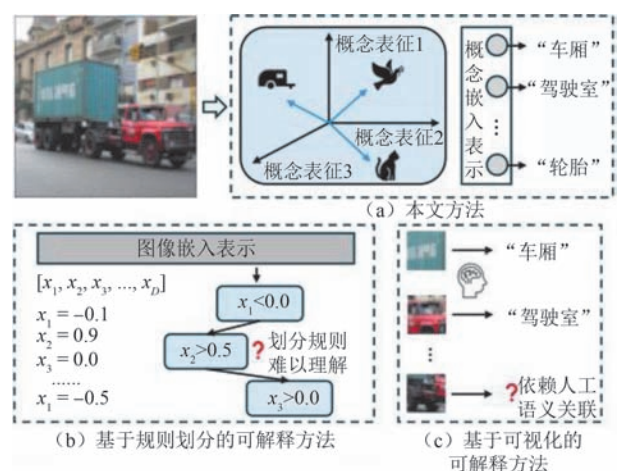 概念表征1
概念表征2
概念表征3
概念嵌入表示
“车厢”
“驾驶室”
⋮
“轮胎”
(a)本文方法
图像嵌入表示
[x₁, x₂, x₃, ..., x_D]
x₁ = −0.1
x₂ = 0.9
x₃ = 0.0
......
x₁ = −0.5
x₁<0.0
x₂>0.5
? 划分规则
难以理解
x₃>0.0
(b)基于规则划分的可解释方法
“车厢”
“驾驶室”
⋮
? 依赖人工
语义关联
(c)基于可视化的
可解释方法